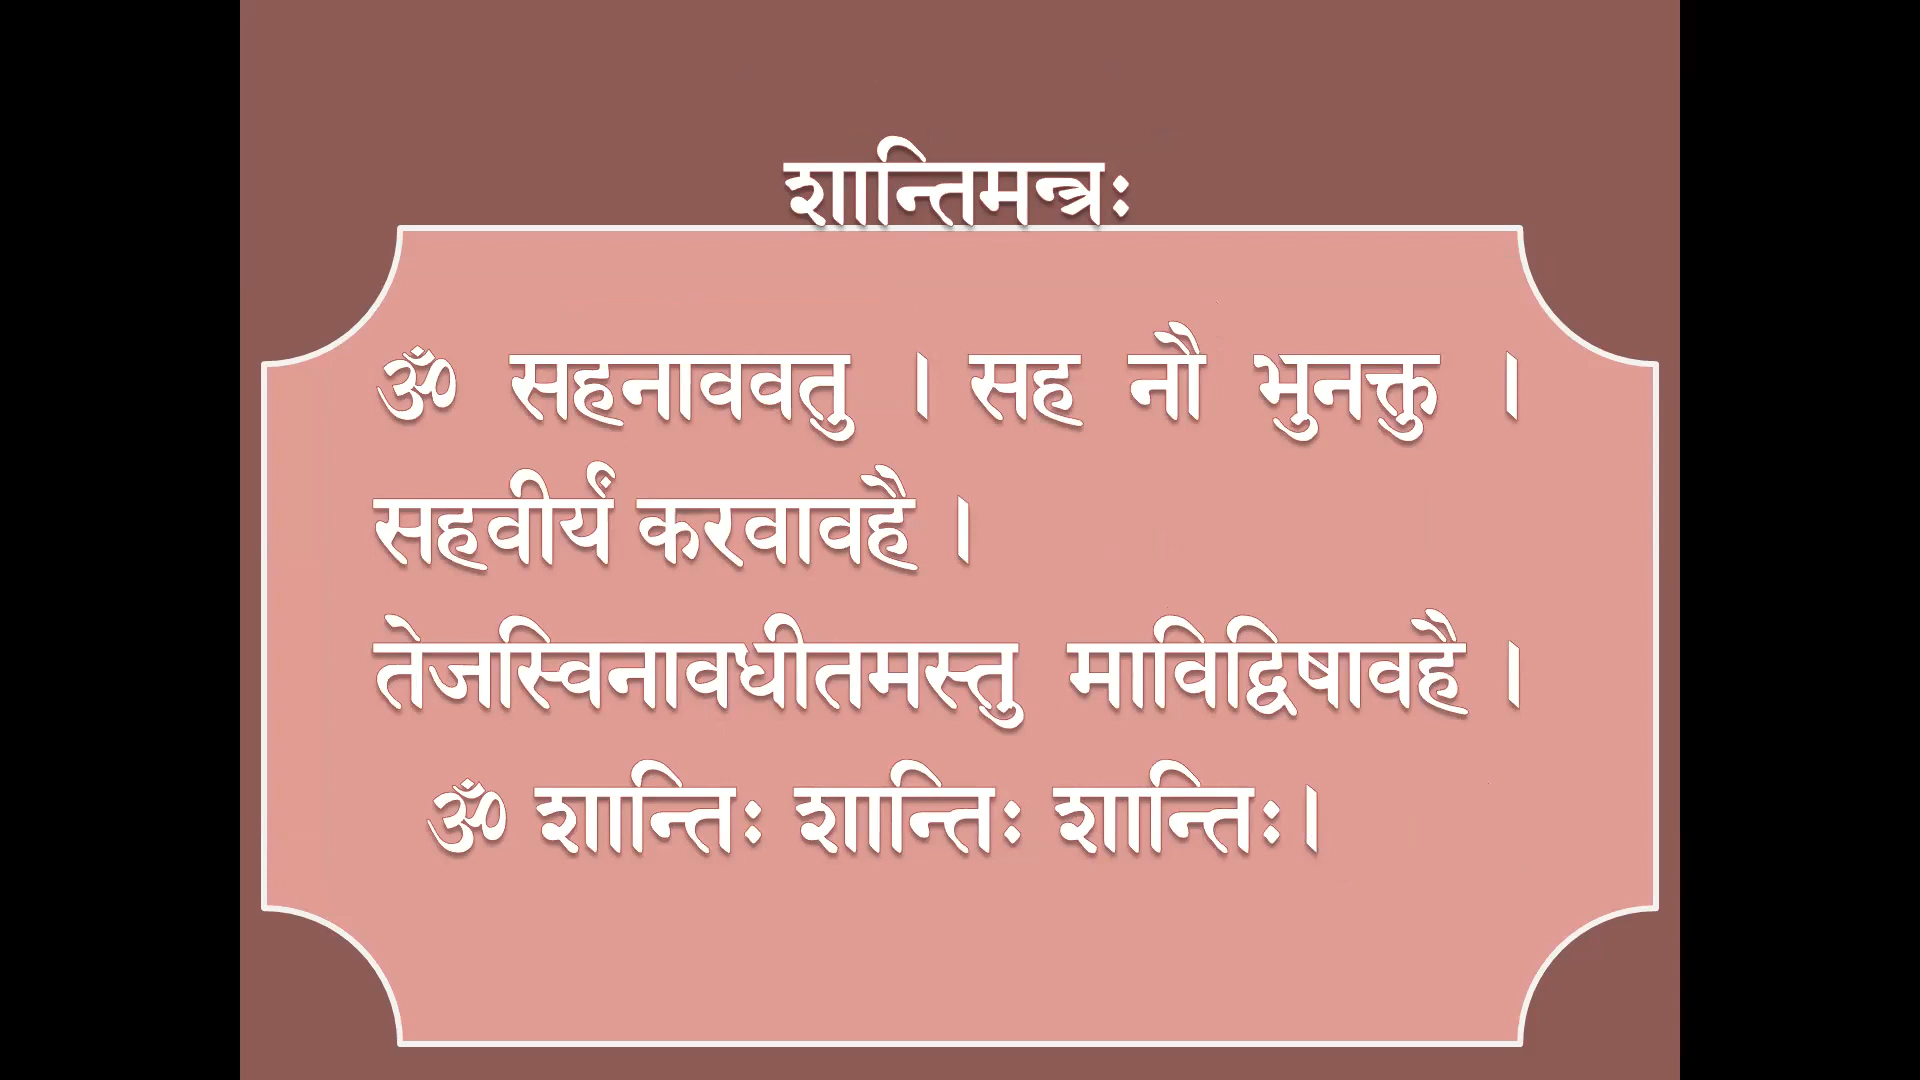 शान्तिमन्त्रः
ॐ सहनाववतु । सह नौ भुनक्तु ।
सहवीर्यं करवावहै ।
तेजस्विनावधीतमस्तु माविद्विषावहै ।
ॐ शान्तिः शान्तिः शान्तिः।